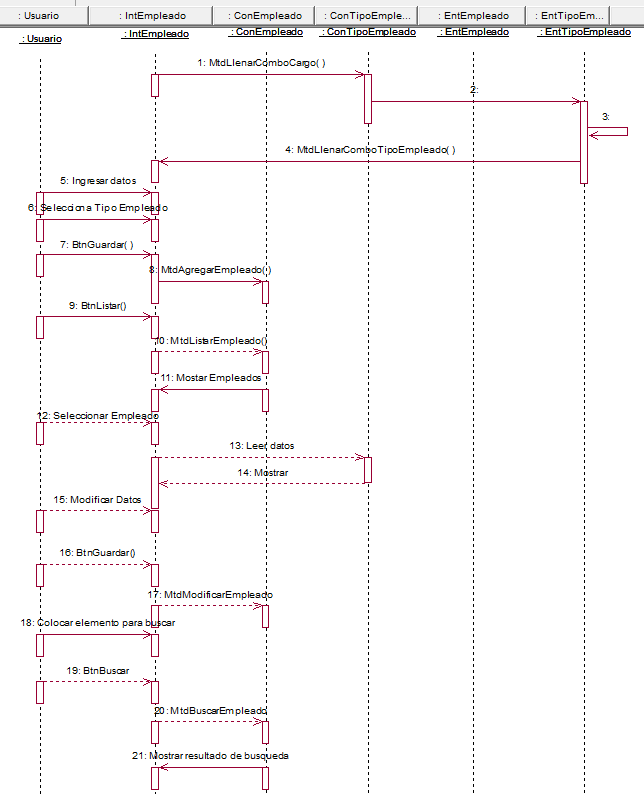 : Usuario : IntEmpleado : ConEmpleado : ConTipoEmple... : EntEmpleado : EntTipoEm...
: Usuario : IntEmpleado : ConEmpleado : ConTipoEmpleado : EntEmpleado : EntTipoEmpleado
1: MtdLlenarComboCargo( )
2:
3:
4: MtdLlenarComboTipoEmpleado( )
5: Ingresar datos
6: Selecciona Tipo Empleado
7: BtnGuardar( )
8: MtdAgregarEmpleado( )
9: BtnListar()
10: MtdListarEmpleado()
11: Mostar Empleados
12: Seleccionar Empleado
13: Leer datos
14: Mostrar
15: Modificar Datos
16: BtnGuardar()
17: MtdModificarEmpleado
18: Colocar elemento para buscar
19: BtnBuscar
20: MtdBuscarEmpleado
21: Mostrar resultado de busqueda